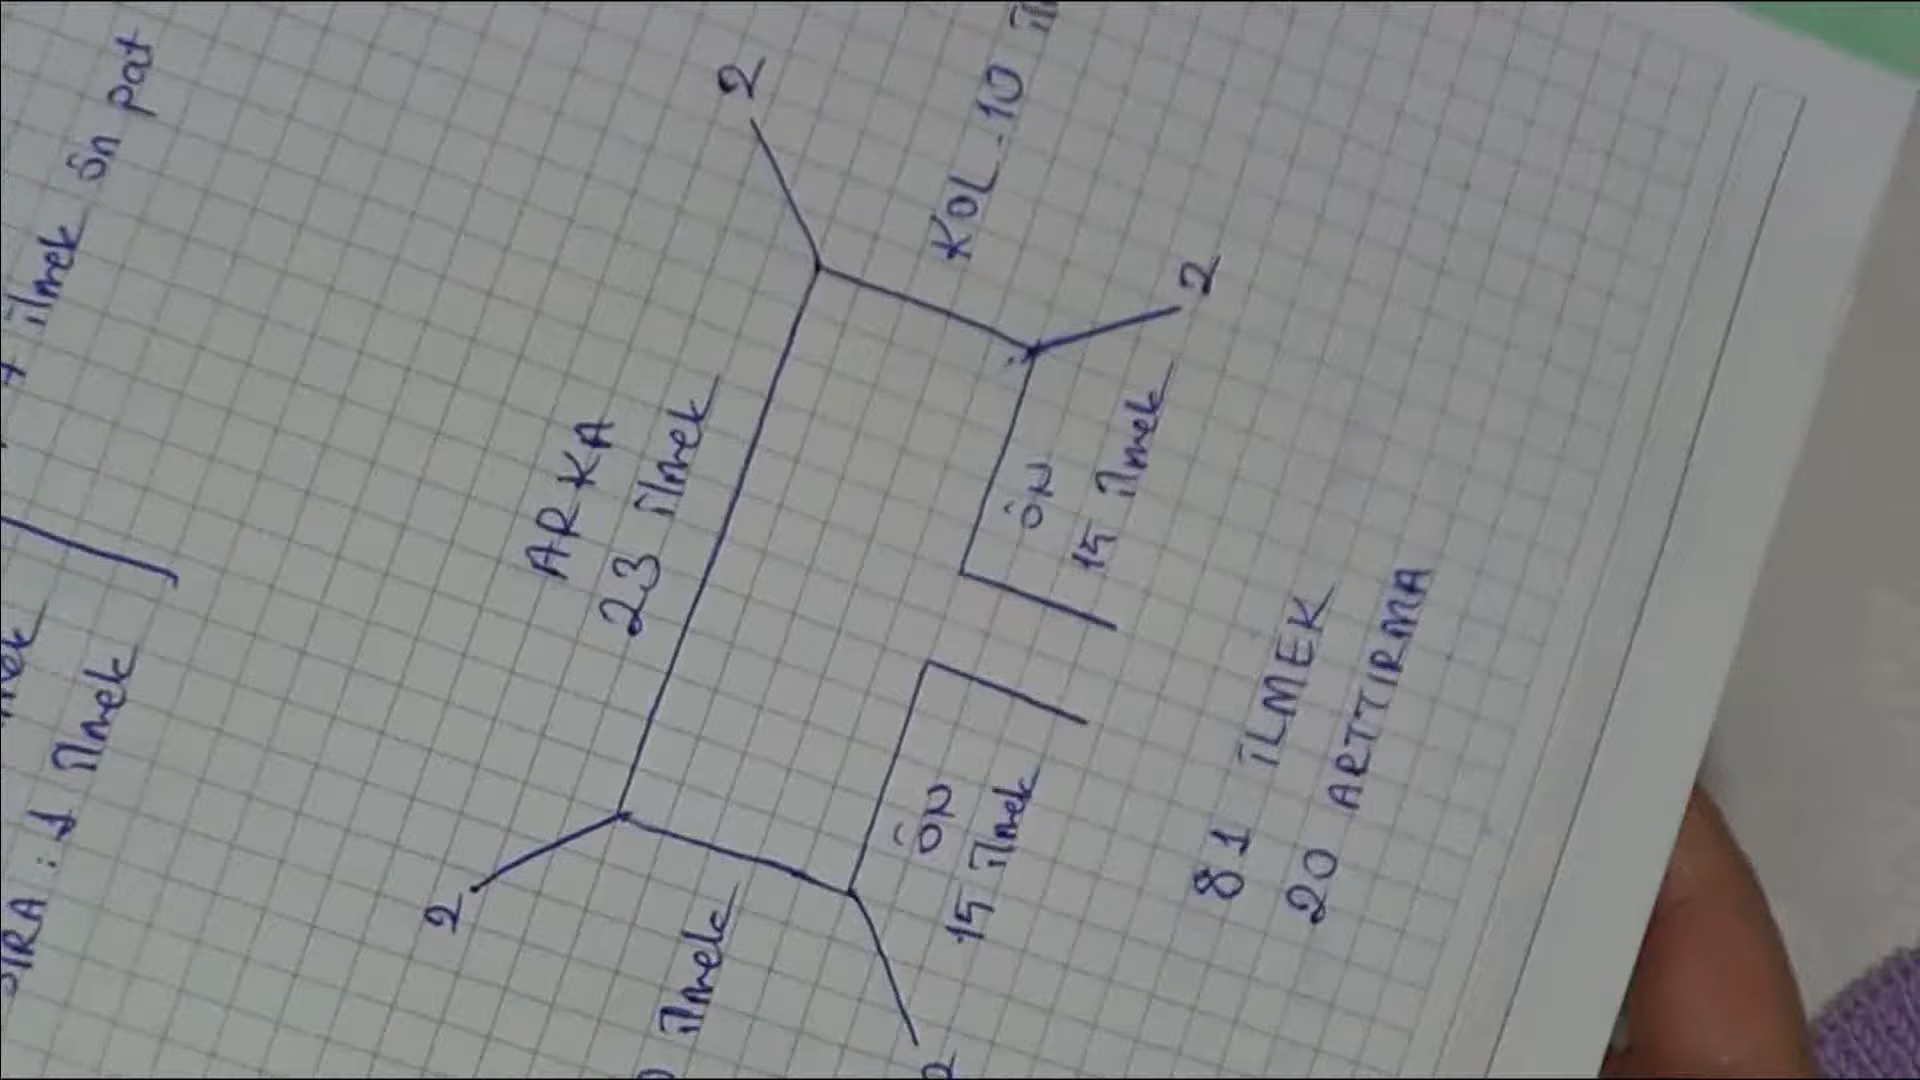 ilmek ön pat
SIRA : 1 ilmek
2
ARKA
23 ilmek
2
KOL - 10
ilmek
2
ÖN
15 ilmek
ÖN
15 ilmek
81 İLMEK
20 ARTTIRMA